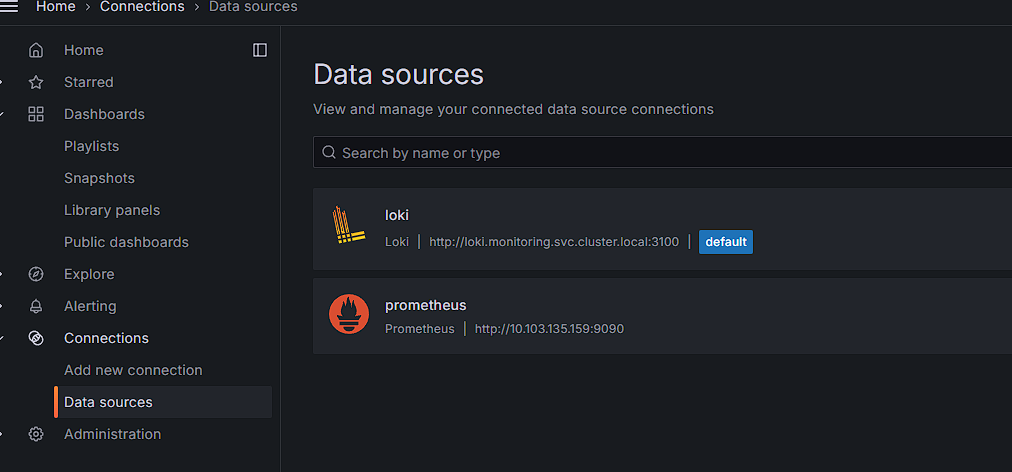 Home › Connections › Data sources
Home
Starred
Dashboards
Playlists
Snapshots
Library panels
Public dashboards
Explore
Alerting
Connections
Add new connection
Data sources
Administration
Data sources
View and manage your connected data source connections
Search by name or type
loki
Loki | http://loki.monitoring.svc.cluster.local:3100 | default
prometheus
Prometheus | http://10.103.135.159:9090